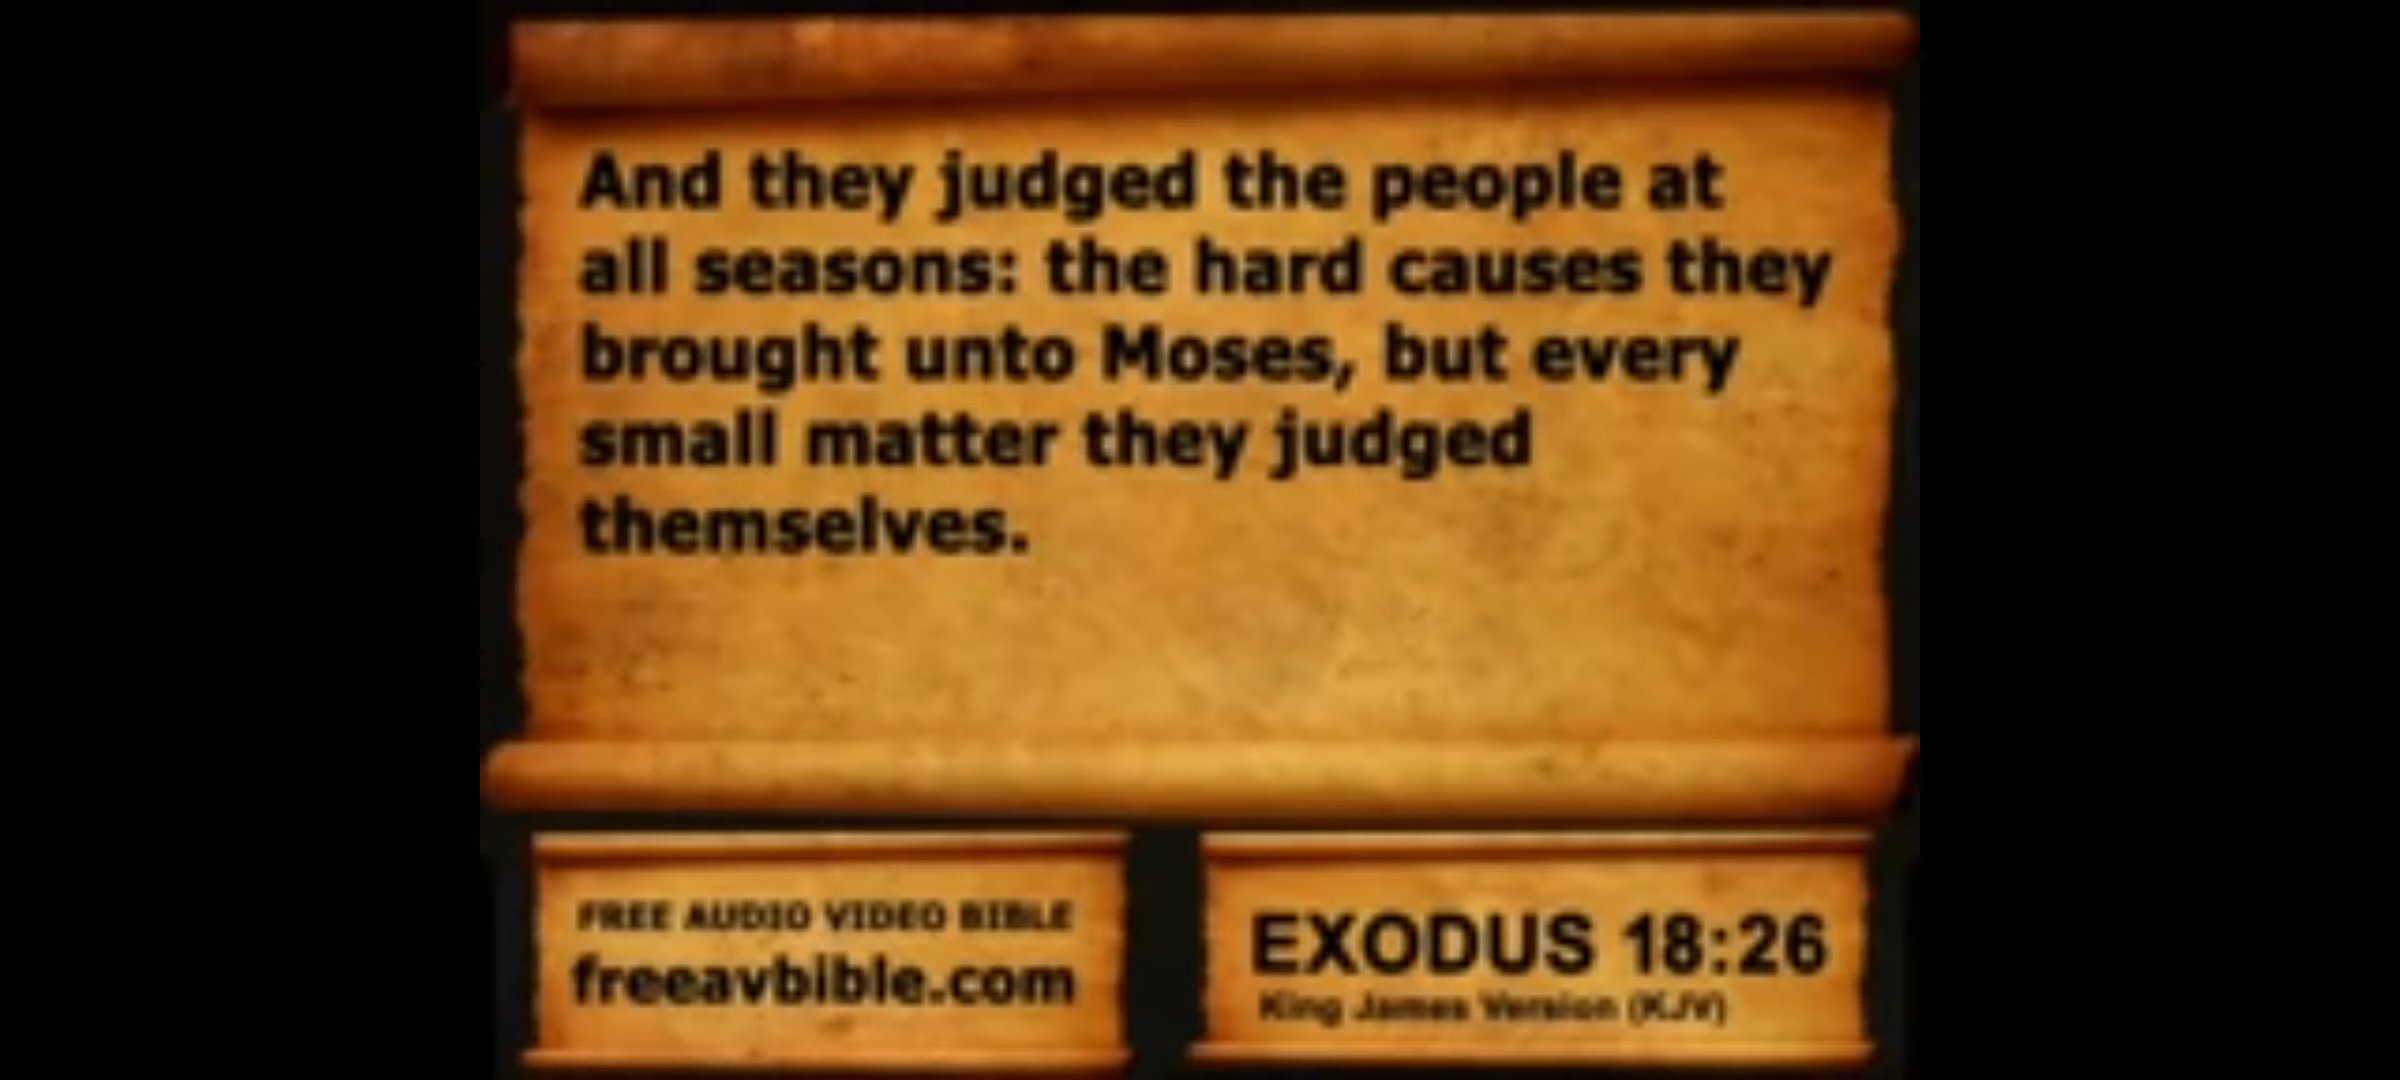 And they judged the people at
all seasons: the hard causes they
brought unto Moses, but every
small matter they judged
themselves.
FREE AUDIO VIDEO BIBLE
freeavbible.com
EXODUS 18:26
King James Version (KJV)